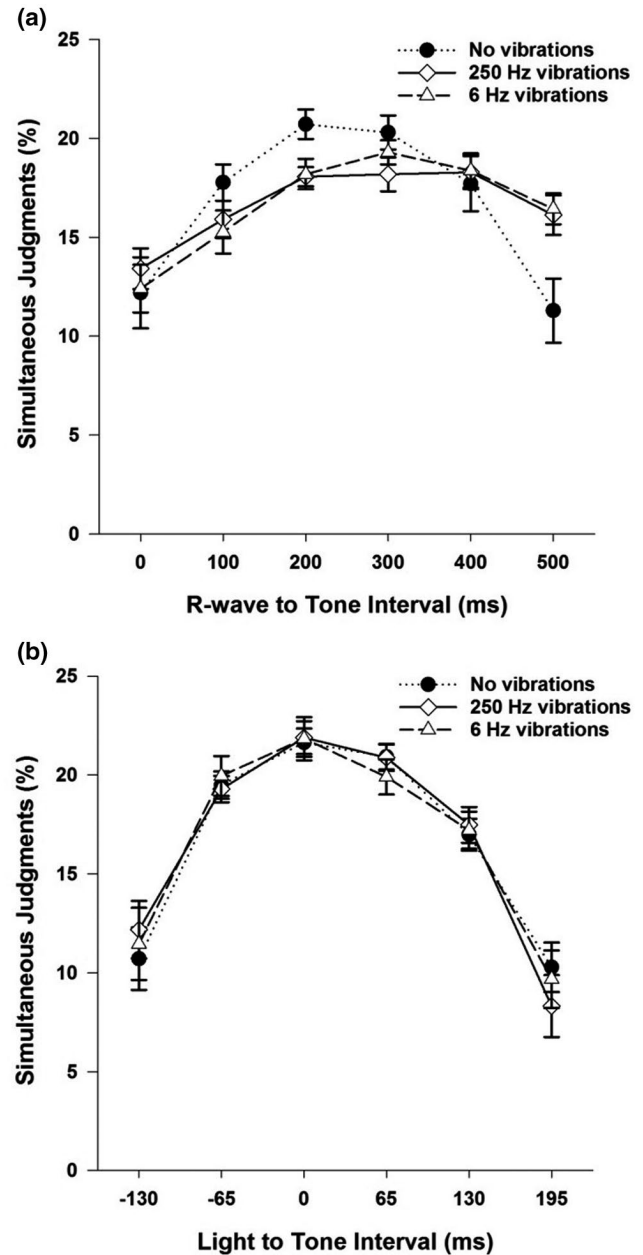 (a)
25
20
15
10
5
0
Simultaneous Judgments (%)
No vibrations
250 Hz vibrations
6 Hz vibrations
0 100 200 300 400 500
R-wave to Tone Interval (ms)
(b)
25
20
15
10
5
0
Simultaneous Judgments (%)
No vibrations
250 Hz vibrations
6 Hz vibrations
-130 -65 0 65 130 195
Light to Tone Interval (ms)